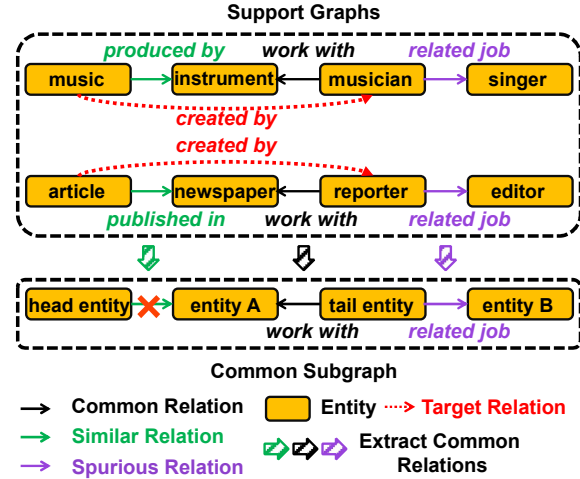 Support Graphs
produced by work with related job
music instrument musician singer
created by
created by
article newspaper reporter editor
published in work with related job
head entity entity A tail entity entity B
work with related job
Common Subgraph
Common Relation Entity Target Relation
Similar Relation Extract Common
Spurious Relation Relations